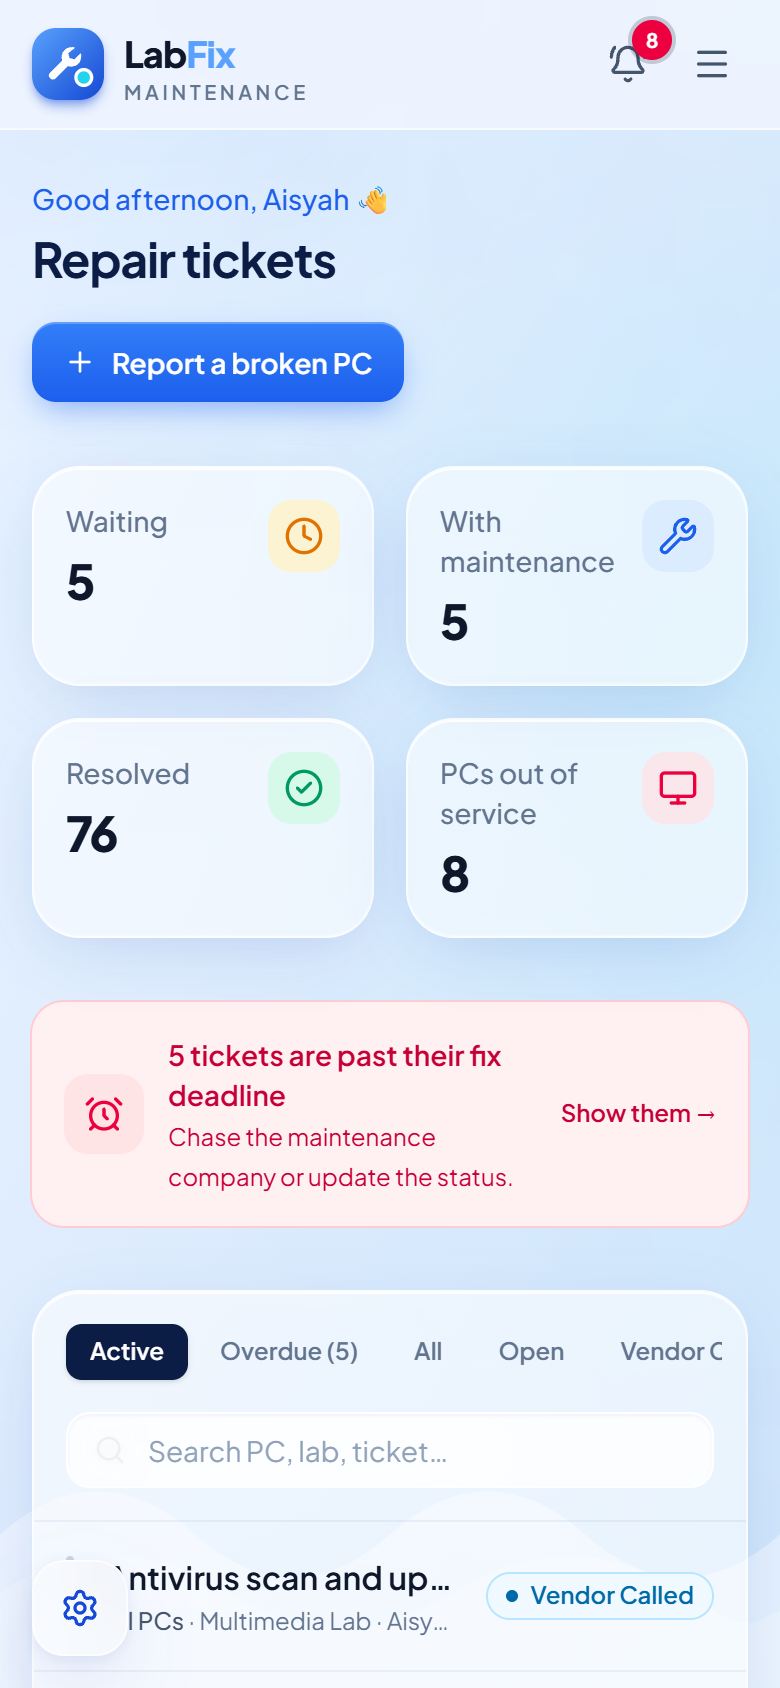 LabFix
MAINTENANCE
8
Good afternoon, Aisyah 👋
Repair tickets
+ Report a broken PC
Waiting
5
With
maintenance
5
Resolved
76
PCs out of
service
8
5 tickets are past their fix
deadline
Chase the maintenance
company or update the status.
Show them →
Active
Overdue (5)
All
Open
Vendor C
Search PC, lab, ticket...
ntivirus scan and up...
Vendor Called
l PCs · Multimedia Lab · Aisy...